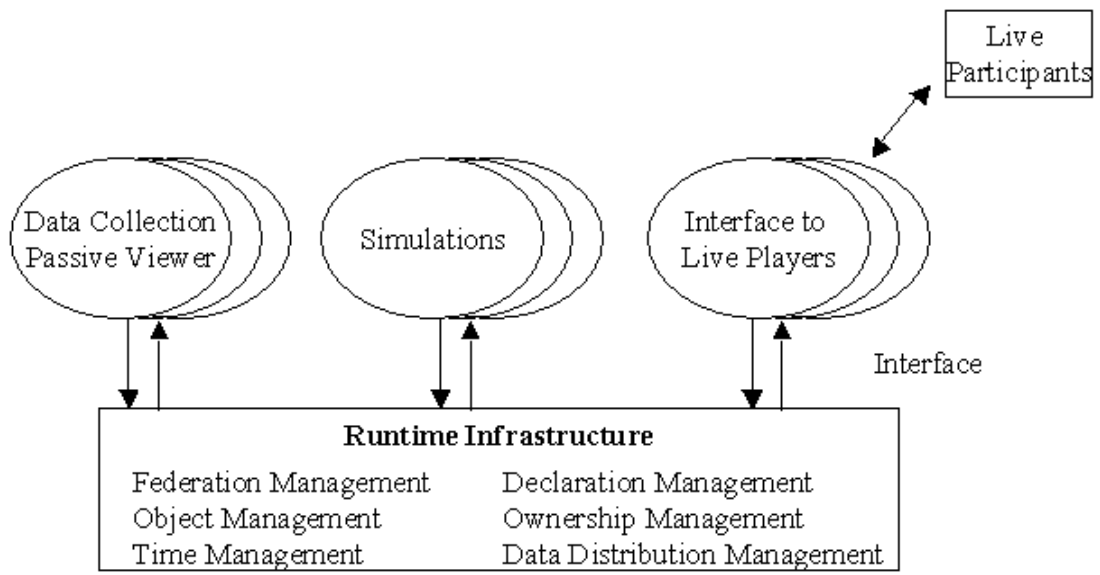 Live
Participants
Data Collection
Passive Viewer
Simulations
Interface to
Live Players
Interface
Runtime Infrastructure
Federation Management
Declaration Management
Object Management
Ownership Management
Time Management
Data Distribution Management